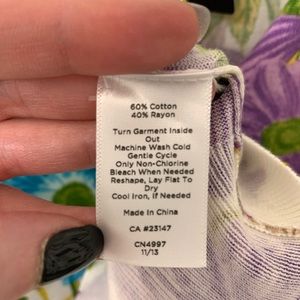 60% Cotton
40% Rayon
Turn Garment Inside
Out
Machine Wash Cold
Gentle Cycle
Only Non-Chlorine
Bleach When Needed
Reshape, Lay Flat To
Dry
Cool Iron, If Needed
Made In China
CA #23147
CN4997
11/13